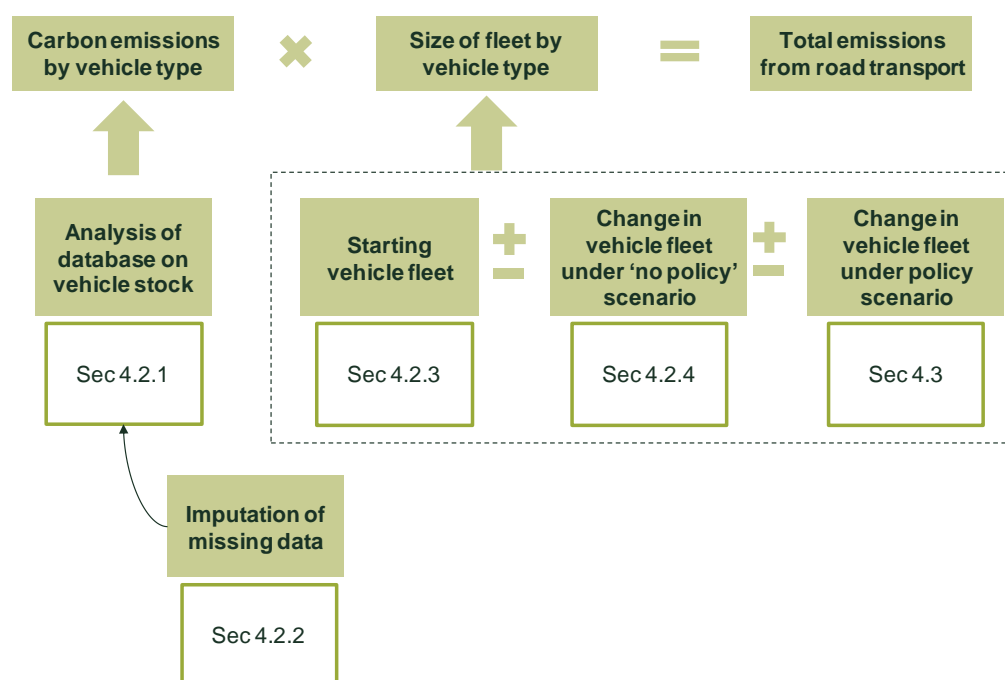 Carbon emissions
by vehicle type
×
Size of fleet by
vehicle type
=
Total emissions
from road transport
Analysis of
database on
vehicle stock
Sec 4.2.1
Starting
vehicle fleet
Sec 4.2.3
±
Change in
vehicle fleet
under ‘no policy’
scenario
Sec 4.2.4
±
Change in
vehicle fleet
under policy
scenario
Sec 4.3
Imputation of
missing data
Sec 4.2.2